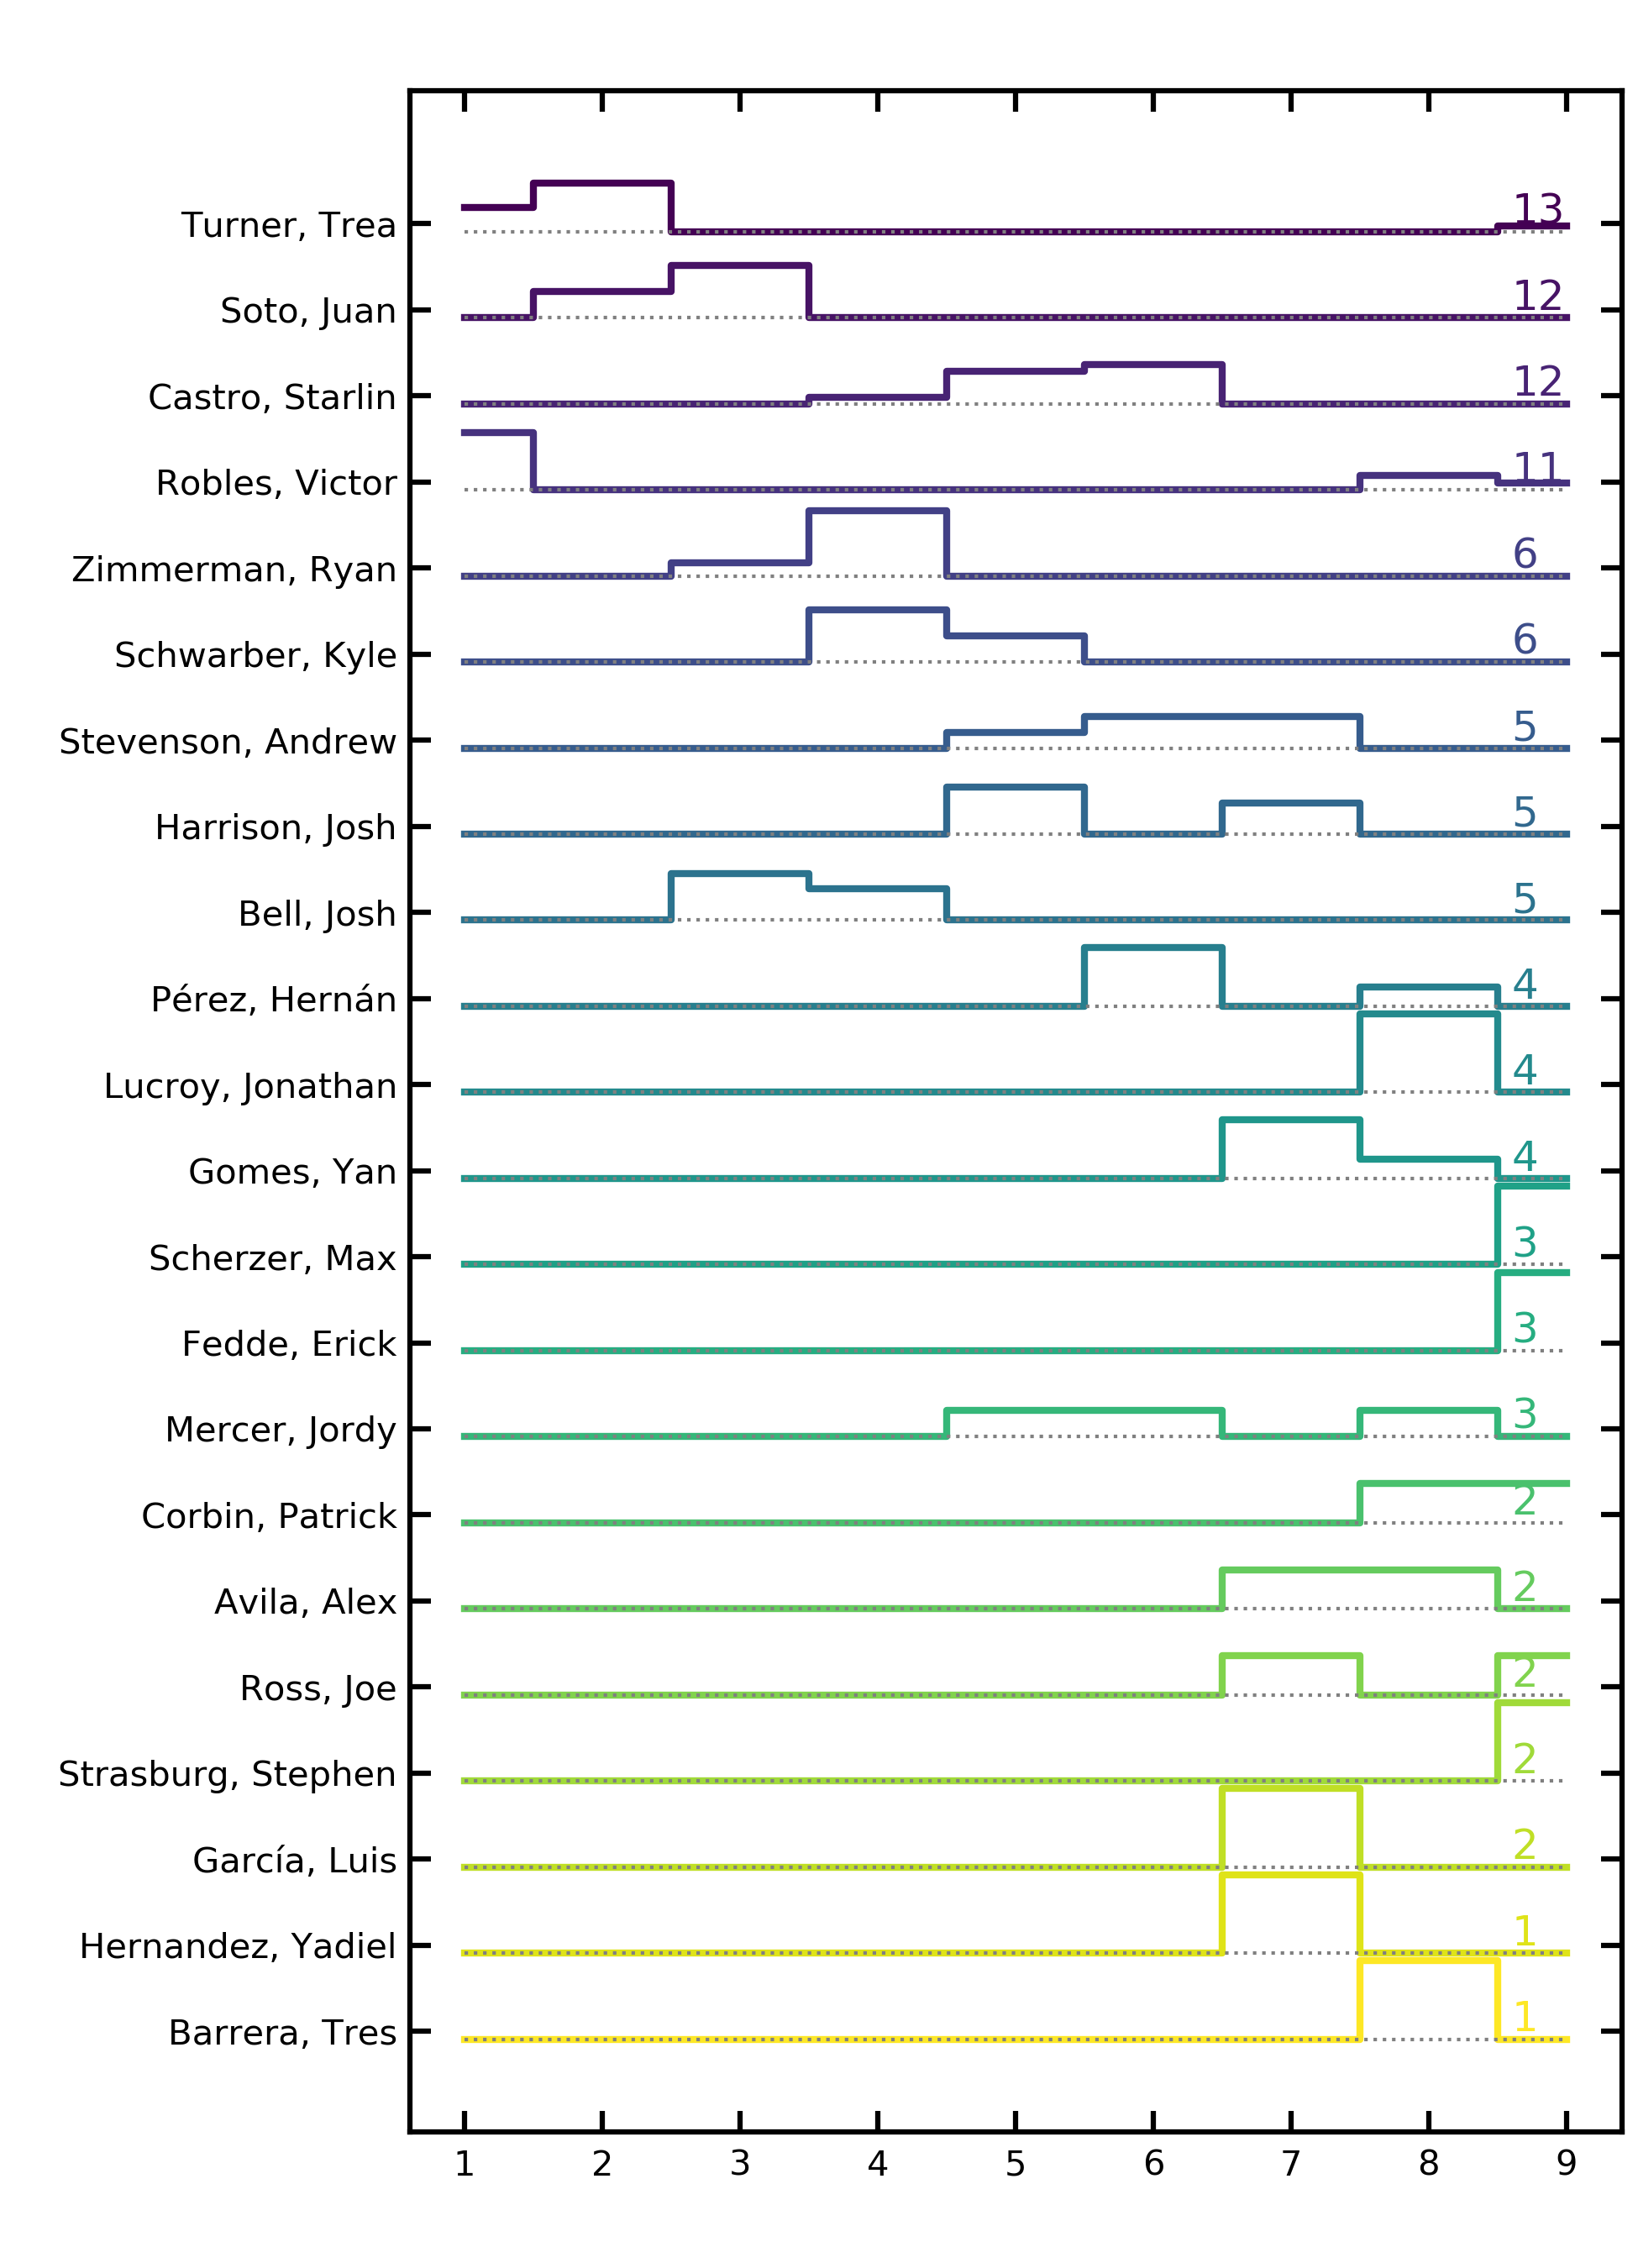 Turner, Trea 13
Soto, Juan 12
Castro, Starlin 12
Robles, Victor 11
Zimmerman, Ryan 6
Schwarber, Kyle 6
Stevenson, Andrew 5
Harrison, Josh 5
Bell, Josh 5
Pérez, Hernán 4
Lucroy, Jonathan 4
Gomes, Yan 4
Scherzer, Max 3
Fedde, Erick 3
Mercer, Jordy 3
Corbin, Patrick 2
Avila, Alex 2
Ross, Joe 2
Strasburg, Stephen 2
García, Luis 2
Hernandez, Yadiel 1
Barrera, Tres 1
1 2 3 4 5 6 7 8 9